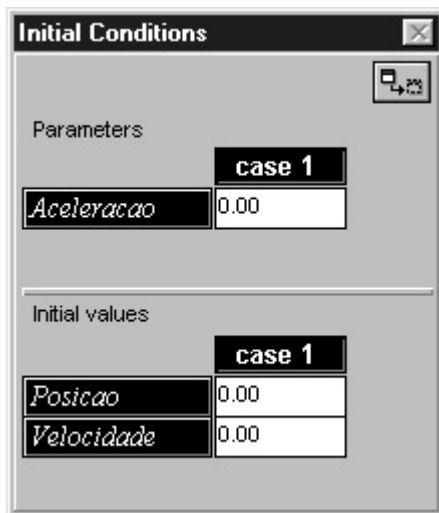 Initial Conditions
Parameters
case 1
Aceleracao 0.00
Initial values
case 1
Posicao 0.00
Velocidade 0.00